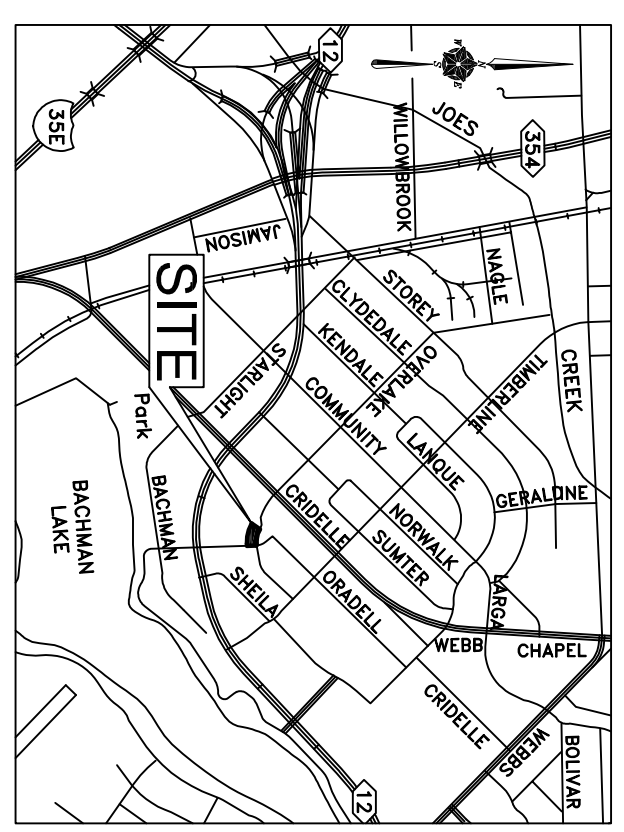 12
W
N
S
E
35E
WILLOWBROOK
JOES
354
JAMISON
NAGLE
SITE
STOREY
CLYDEDALE
KENDALE
OVERLAKE
STARLIGHT
COMMUNITY
TIMBERLINE
CREEK
LANQUE
Park
BACHMAN
LAKE
BACHMAN
CRIDELLE
NORWALK
SUMTER
GERALDINE
SHEILA
ORADELL
LARGA
WEBB
CHAPEL
CRIDELLE
WEBBS
BOLIVAR
12